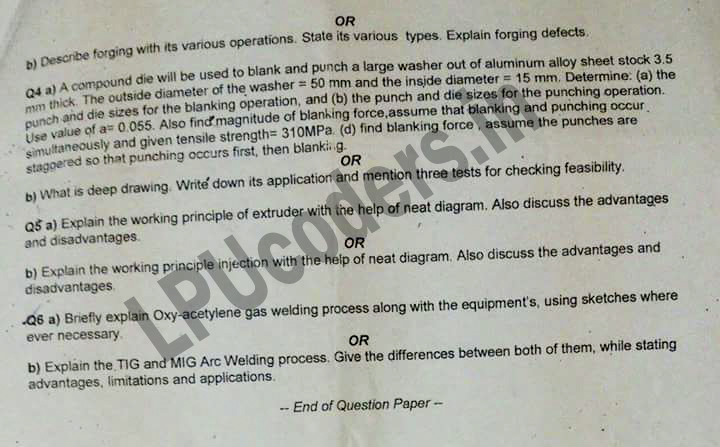 OR
b) Describe forging with its various operations. State its various types. Explain forging defects.
Q4 a) A compound die will be used to blank and punch a large washer out of aluminum alloy sheet stock 3.5
mm thick. The outside diameter of the washer = 50 mm and the inside diameter = 15 mm. Determine: (a) the
punch and die sizes for the blanking operation, and (b) the punch and die sizes for the punching operation.
Use value of a= 0.055. Also find magnitude of blanking force,assume that blanking and punching occur
simultaneously and given tensile strength= 310MPa. (d) find blanking force , assume the punches are
staggered so that punching occurs first, then blanking.
OR
b) What is deep drawing. Write down its application and mention three tests for checking feasibility.
Q5 a) Explain the working principle of extruder with the help of neat diagram. Also discuss the advantages
and disadvantages.
OR
b) Explain the working principle injection with the help of neat diagram. Also discuss the advantages and
disadvantages.
Q6 a) Briefly explain Oxy-acetylene gas welding process along with the equipment's, using sketches where
ever necessary.
OR
b) Explain the TIG and MIG Arc Welding process. Give the differences between both of them, while stating
advantages, limitations and applications.
-- End of Question Paper --
LPUcoders.in